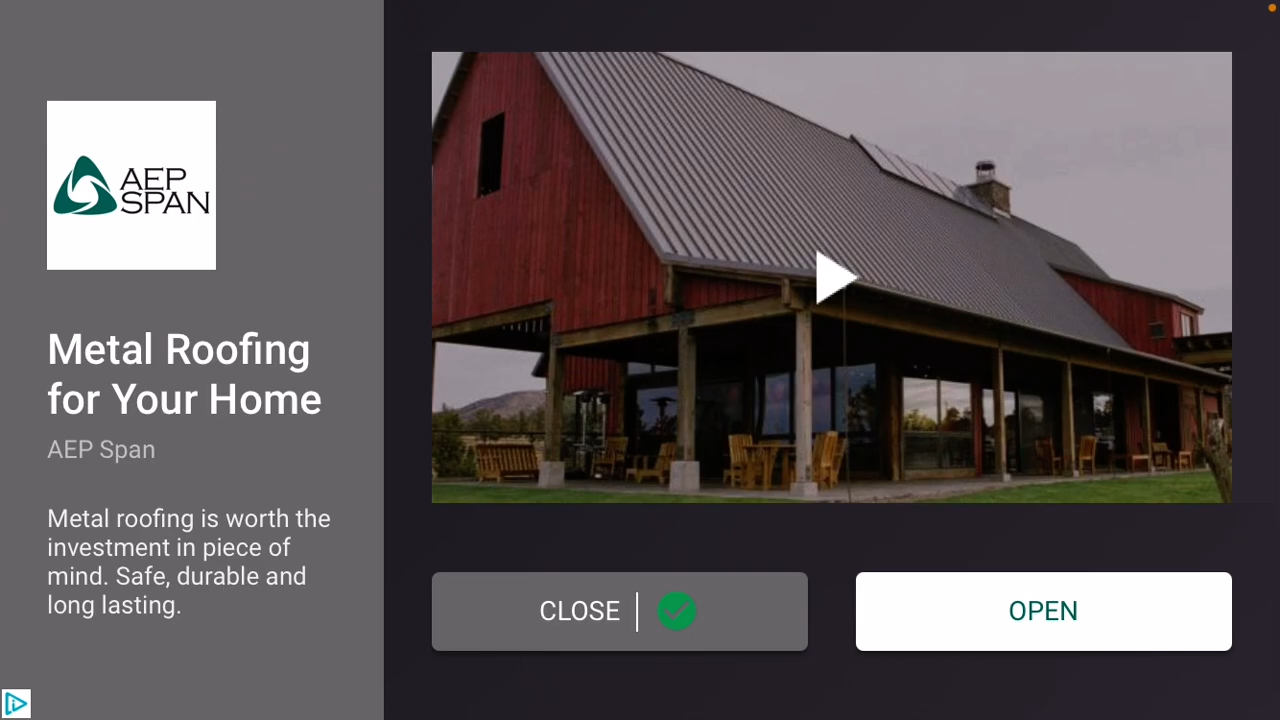 AEP
SPAN
Metal Roofing
for Your Home
AEP Span
Metal roofing is worth the
investment in piece of
mind. Safe, durable and
long lasting.
CLOSE
OPEN